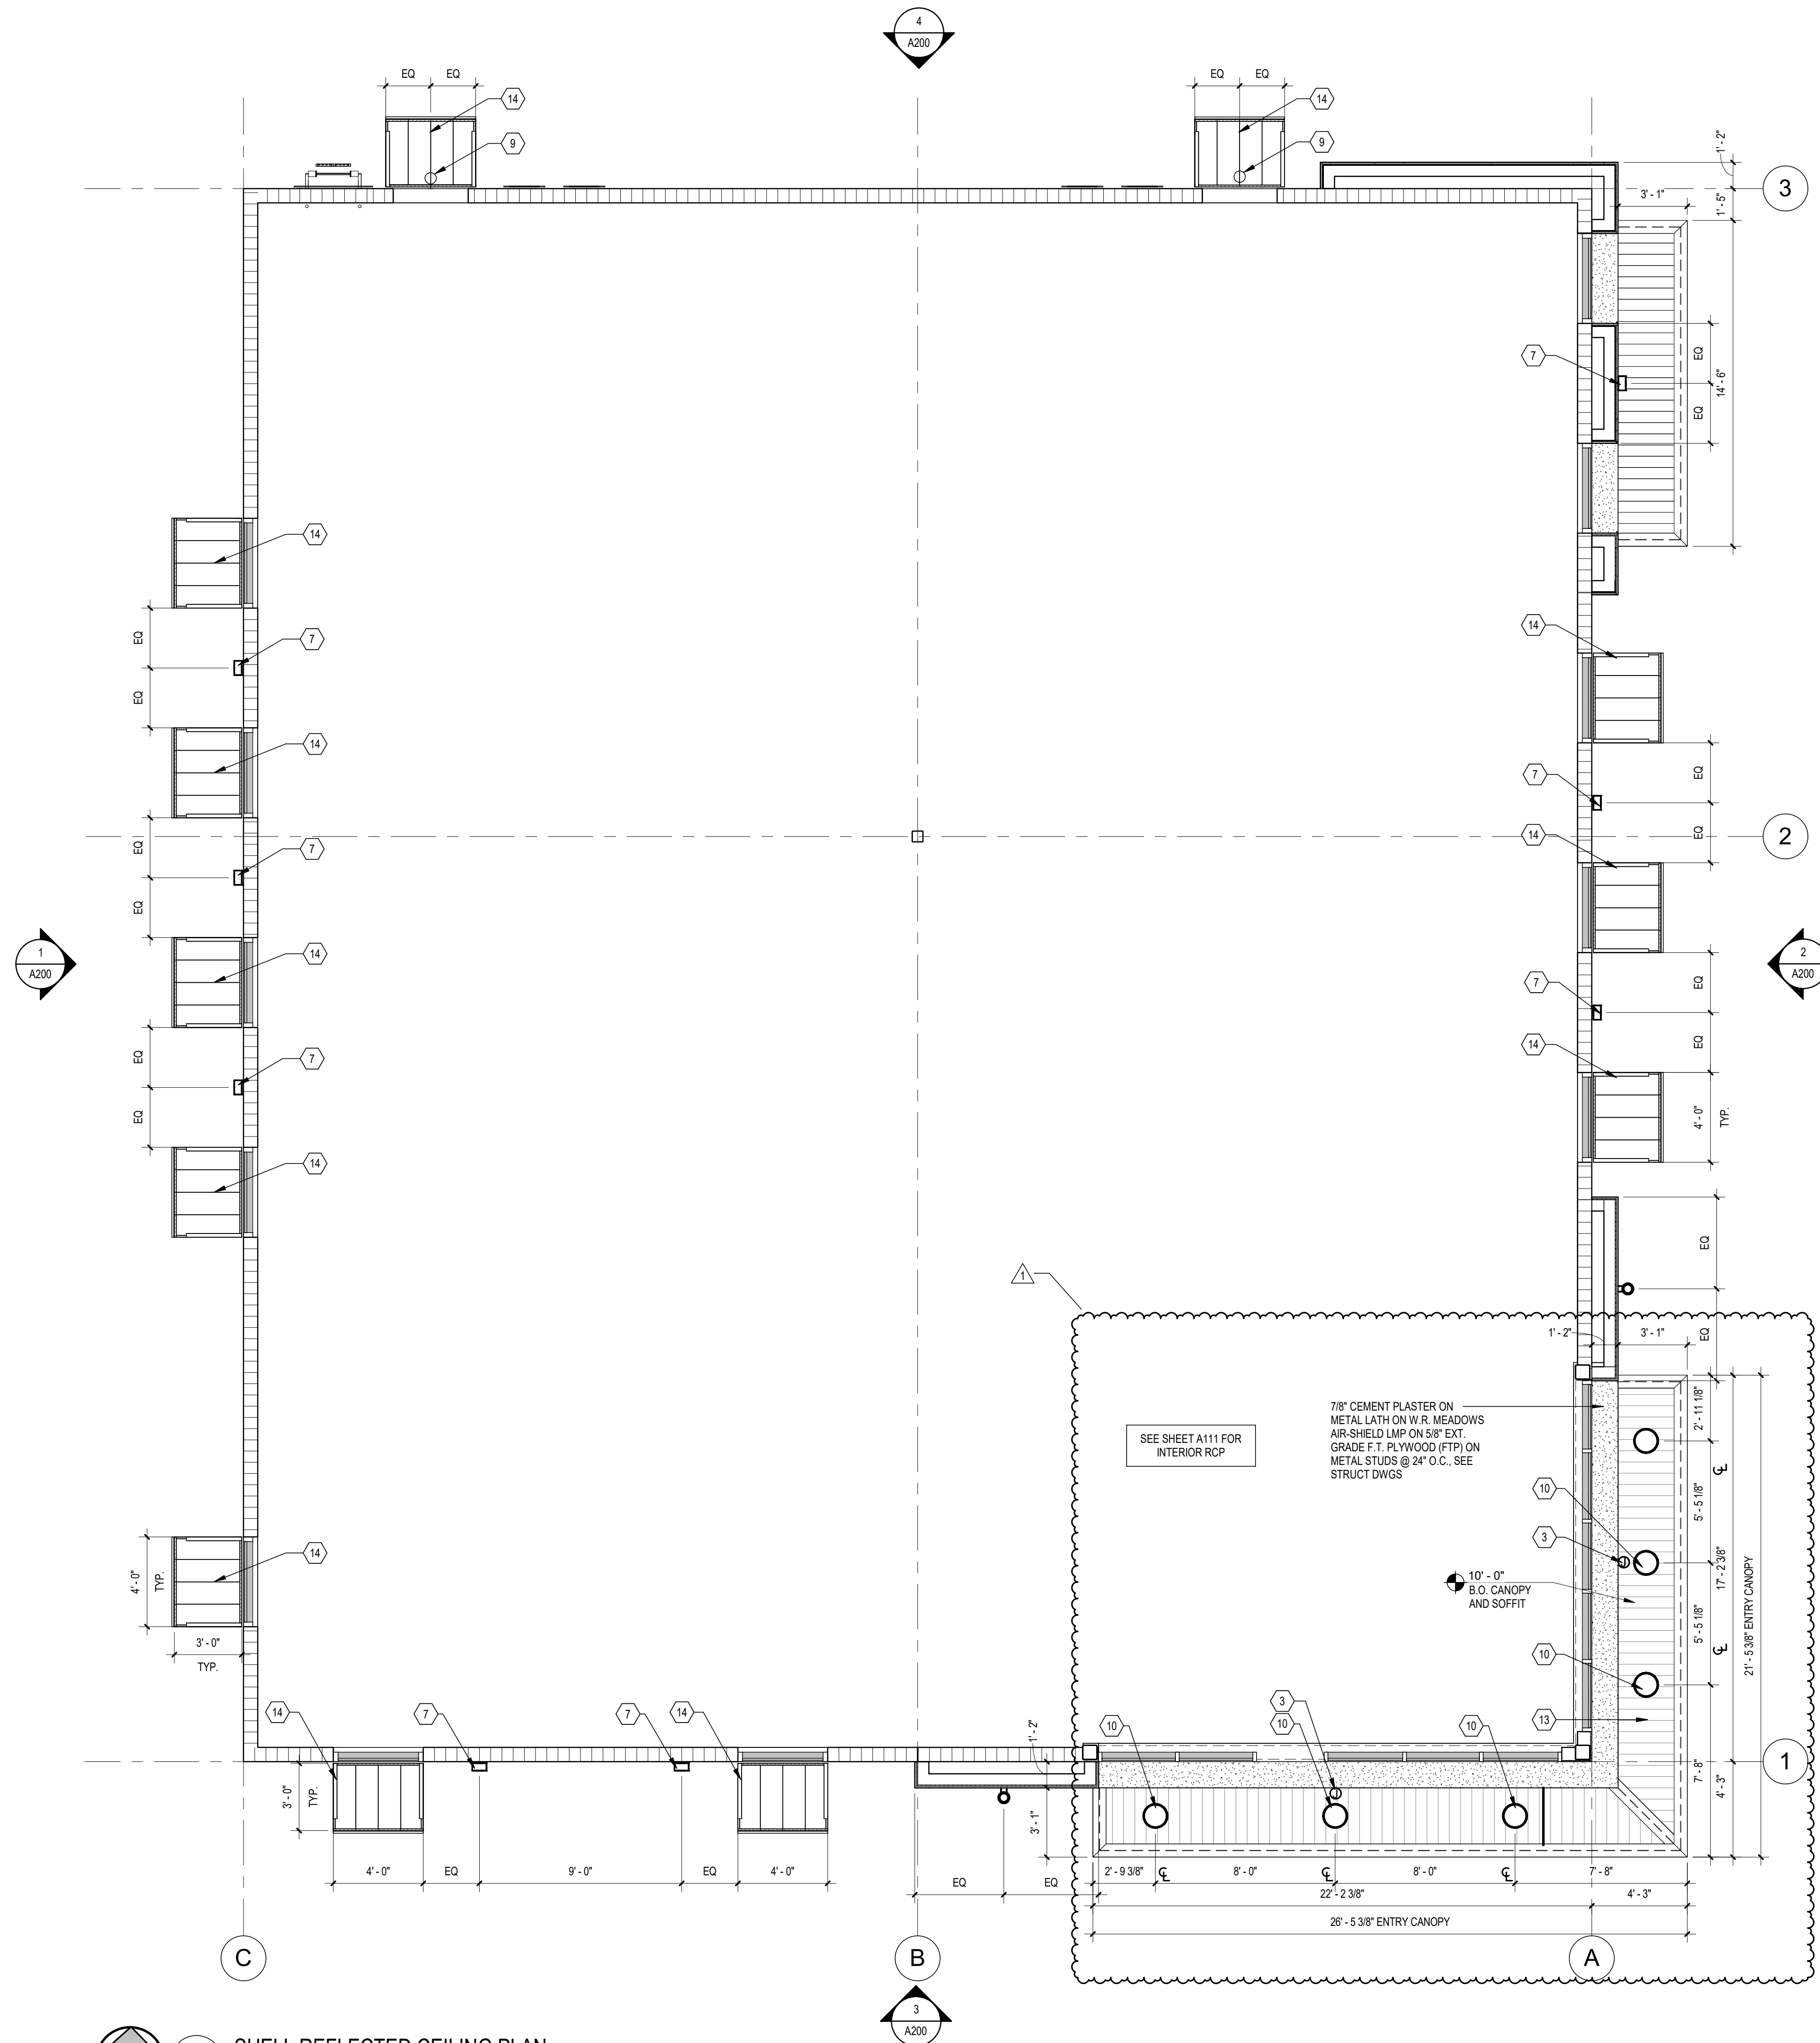 4
A200
EQ
EQ
EQ
EQ
14
14
9
9
1' - 2"
3
3' - 1"
1' - 5"
7
EQ
14' - 6"
EQ
14
EQ
7
EQ
14
14
EQ
7
EQ
14
2
EQ
7
EQ
14
EQ
7
EQ
1
A200
2
A200
14
EQ
7
EQ
14
EQ
7
EQ
14
4' - 0"
TYP.
EQ
1
EQ
1' - 2"
3' - 1"
7/8" CEMENT PLASTER ON
METAL LATH ON W.R. MEADOWS
AIR-SHIELD LMP ON 5/8" EXT.
GRADE F.T. PLYWOOD (FTP) ON
METAL STUDS @ 24" O.C., SEE
STRUCT DWGS
SEE SHEET A111 FOR
INTERIOR RCP
2' - 11 1/8"
10
5' - 5 1/8"
3
17' - 2 3/8"
10' - 0"
B.O. CANOPY
AND SOFFIT
21' - 5 3/8" ENTRY CANOPY
14
4' - 0"
TYP.
3' - 0"
TYP.
5' - 5 1/8"
10
13
14
7
7
14
10
3
10
10
1' - 2"
1
7' - 8"
4' - 3"
3' - 0"
TYP.
3' - 1"
4' - 0"
EQ
9' - 0"
EQ
4' - 0"
EQ
EQ
2' - 9 3/8"
8' - 0"
8' - 0"
7' - 8"
22' - 2 3/8"
4' - 3"
26' - 5 3/8" ENTRY CANOPY
C
B
A
3
A200
SHELL REFLECTED CEILING PLAN